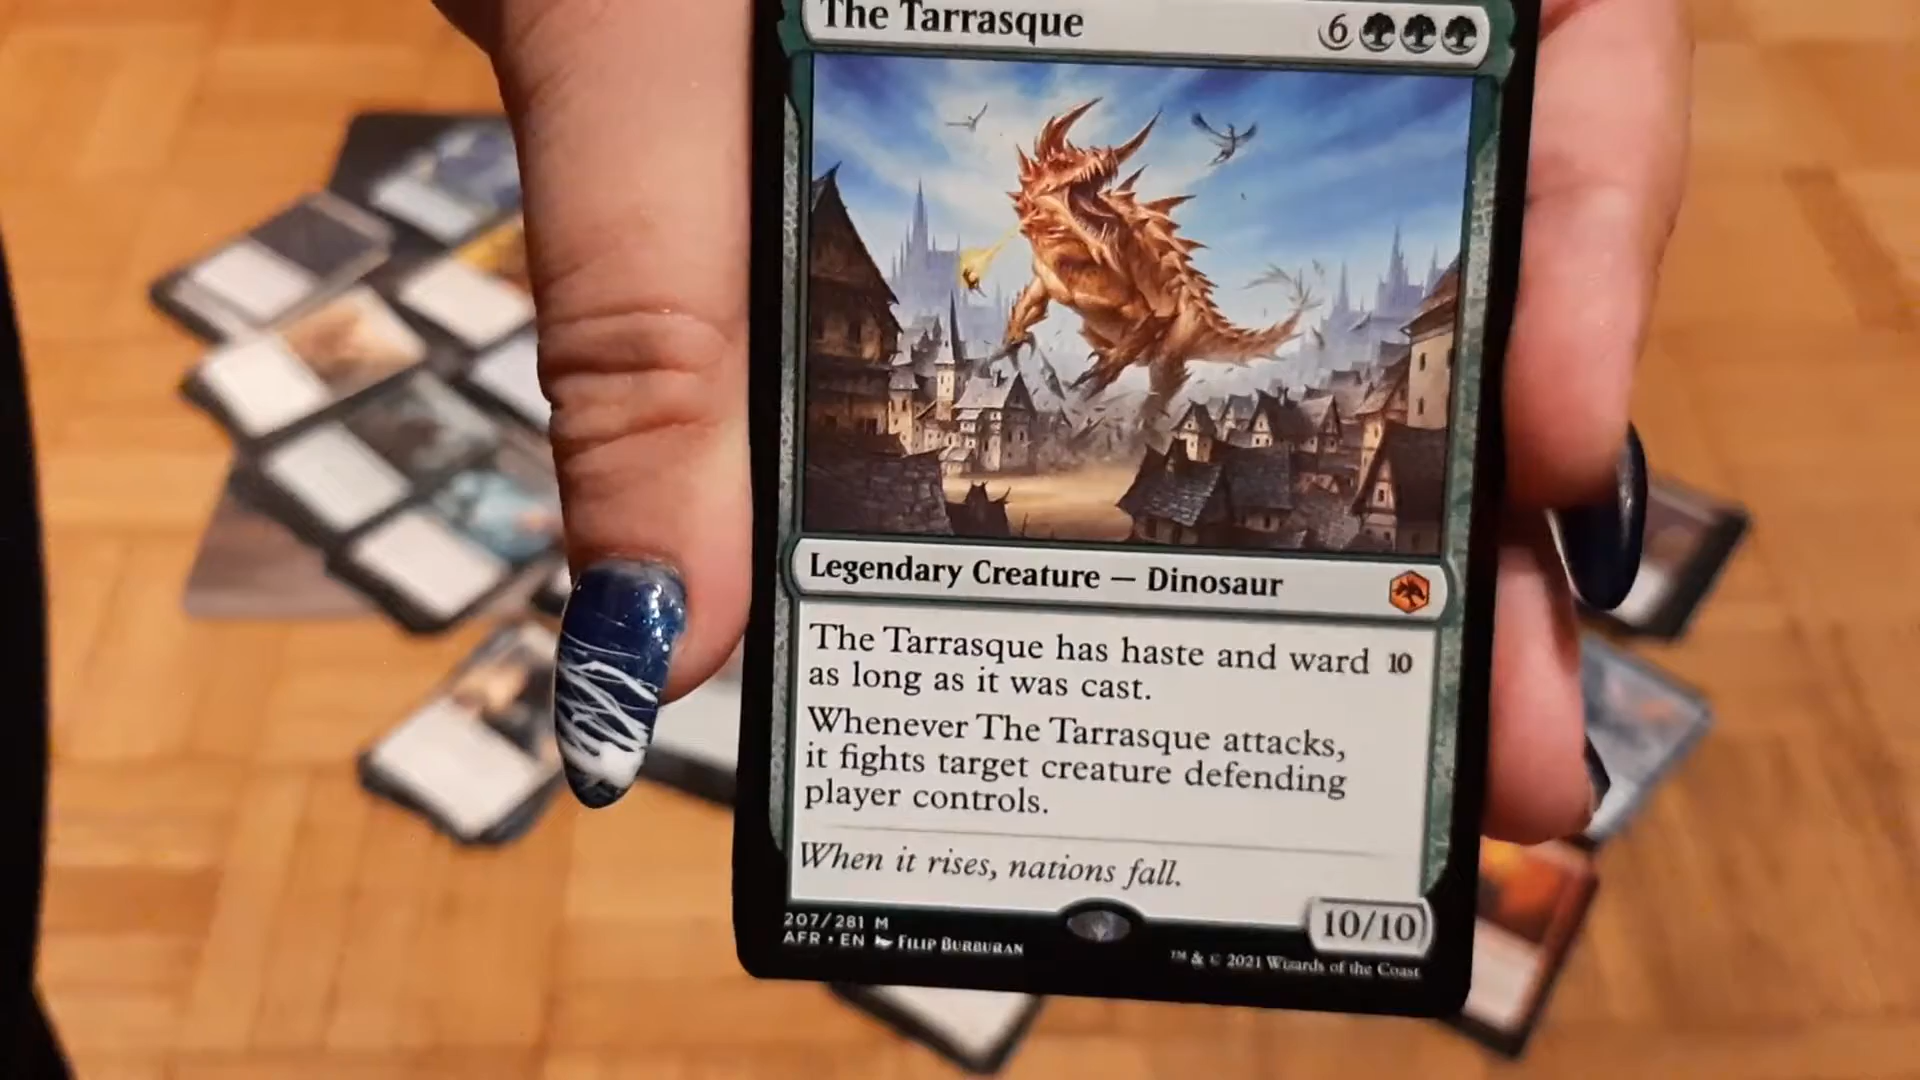 The Tarrasque 6
Legendary Creature — Dinosaur
The Tarrasque has haste and ward 10
as long as it was cast.
Whenever The Tarrasque attacks,
it fights target creature defending
player controls.
When it rises, nations fall.
10/10
207/281 M
AFR • EN Filip Burburan
™ & © 2021 Wizards of the Coast